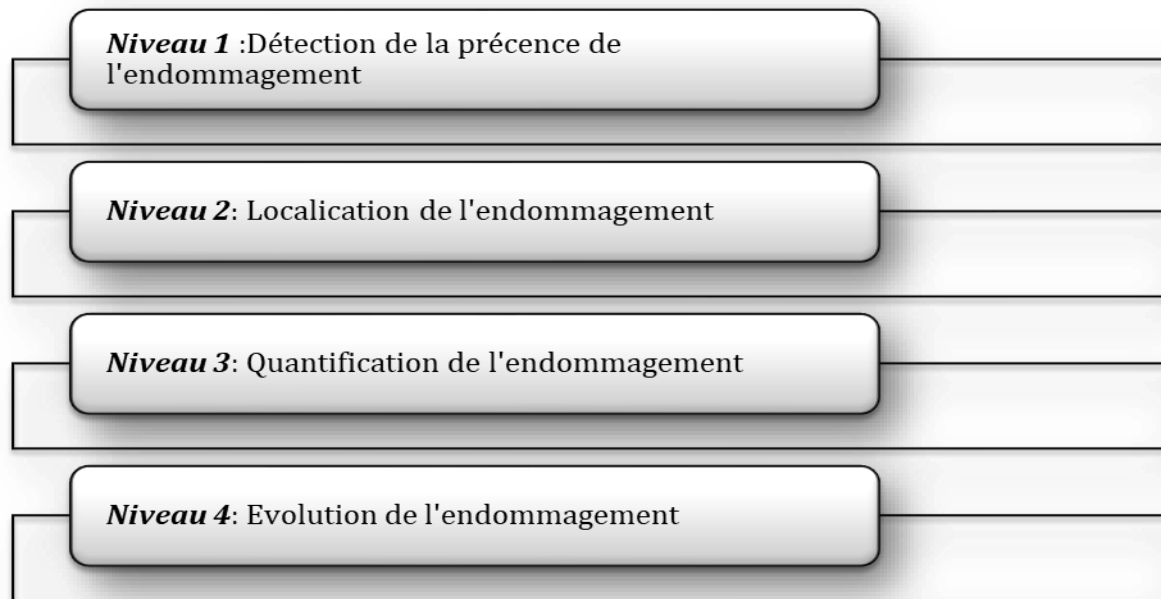 Niveau 1 :Détection de la précence de
l'endommagement
Niveau 2: Localication de l'endommagement
Niveau 3: Quantification de l'endommagement
Niveau 4: Evolution de l'endommagement